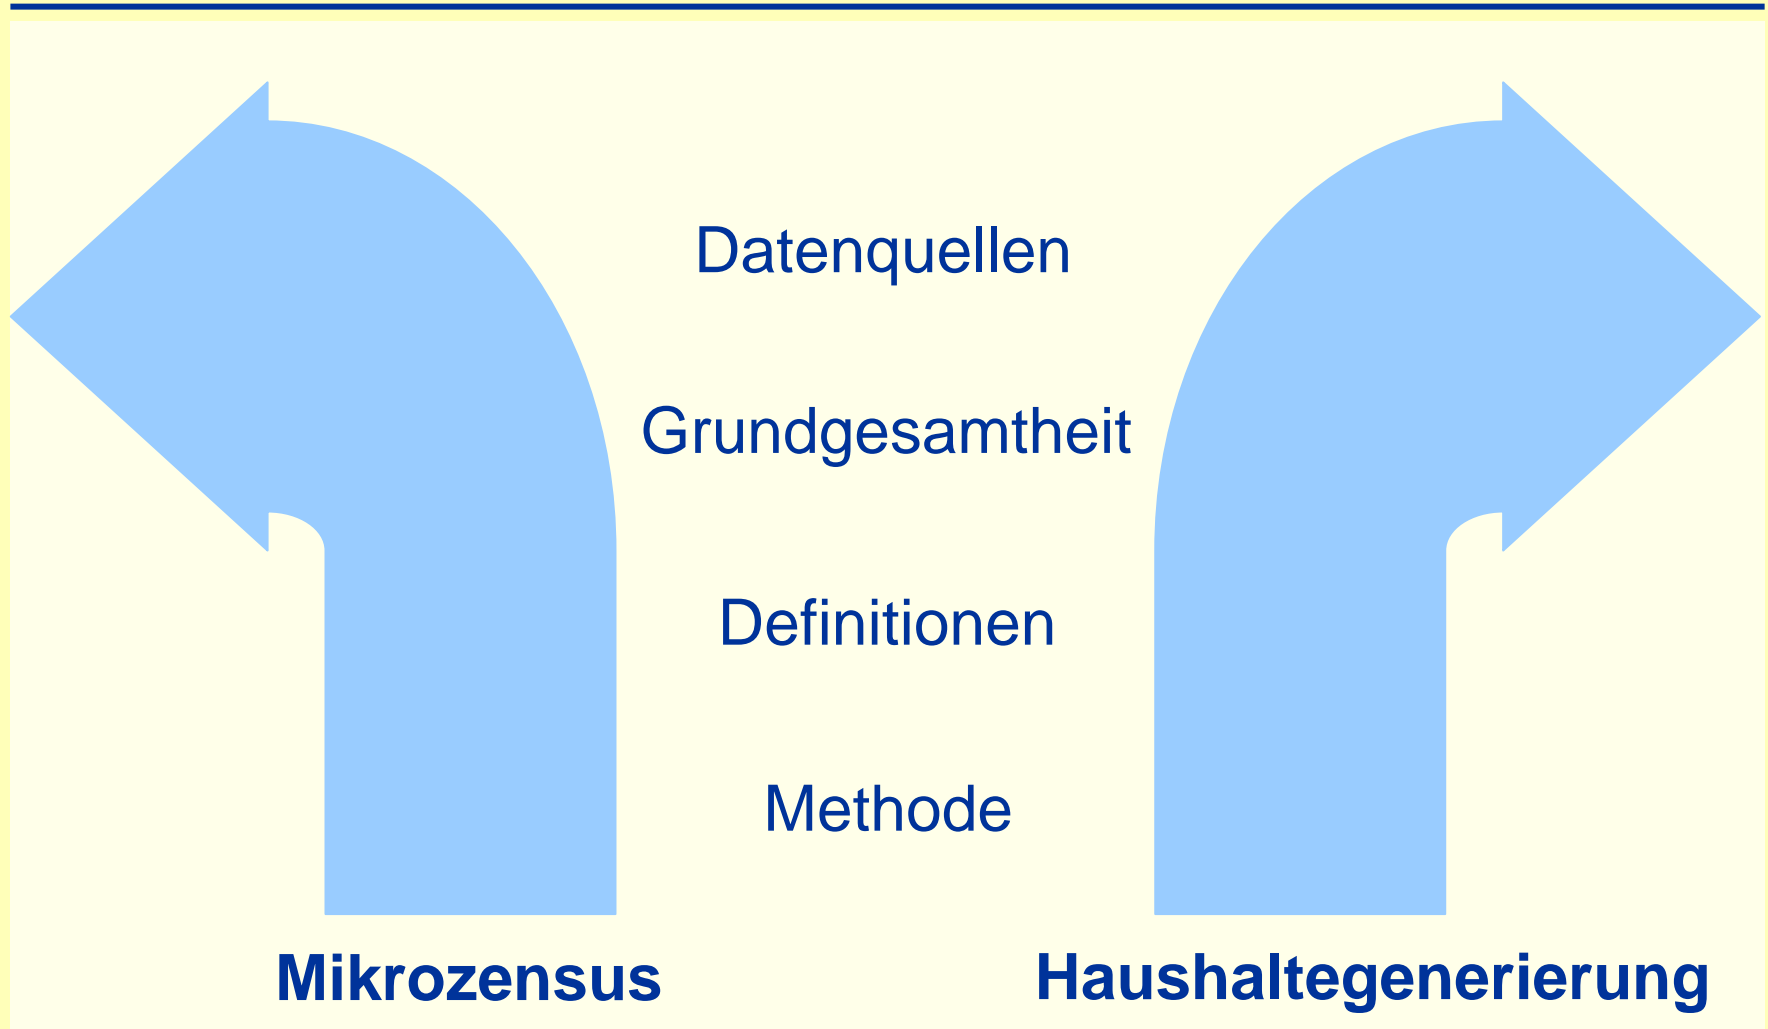 Datenquellen
Grundgesamtheit
Definitionen
Methode
Mikrozensus
Haushaltegenerierung